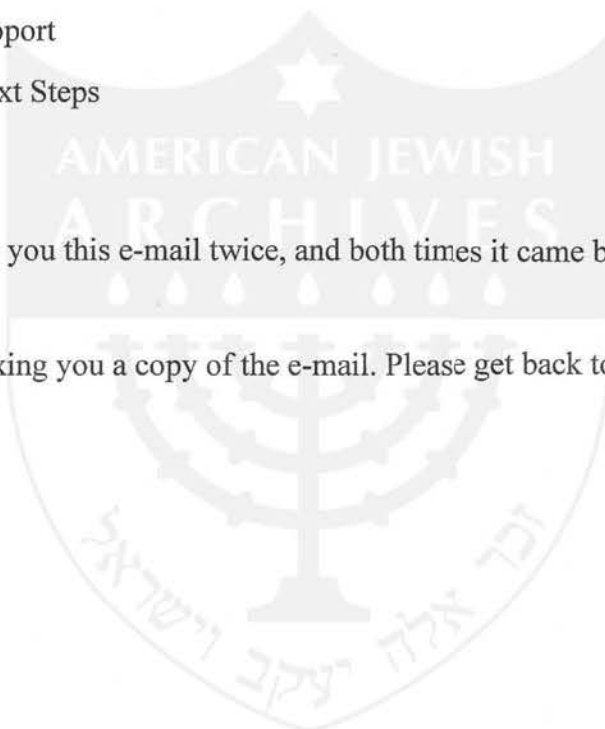 pport
xt Steps
AMERICAN JEWISH
ARCHIVES
you this e-mail twice, and both times it came b
xing you a copy of the e-mail. Please get back to
זכר אלה יעקב וישראל